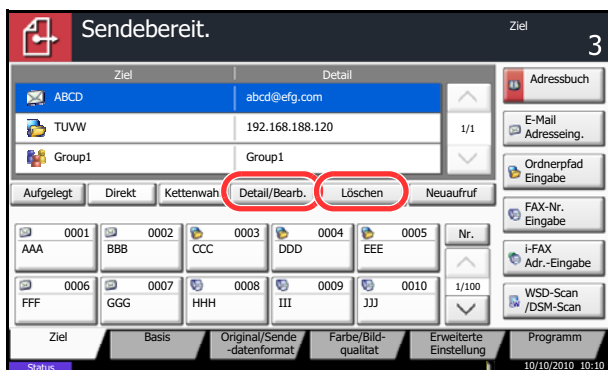 Sendebereit.
Ziel
3
Ziel Detail
ABCD abcd@efg.com
TUVW 192.168.188.120
1/1
Group1 Group1
Aufgelegt Direkt Kettenwah Detail/Bearb. Löschen Neuaufruf
0001 0002 0003 0004 0005 Nr.
AAA BBB CCC DDD EEE
0006 0007 0008 0009 0010 1/100
FFF GGG HHH III JJJ
Adressbuch
E-Mail
Adresseing.
Ordnerpfad
Eingabe
FAX-Nr.
Eingabe
i-FAX
Adr.-Eingabe
WSD-Scan
/DSM-Scan
Ziel
Basis
Original/Sende
-datenformat
Farbe/Bild-
qualitat
Erweiterte
Einstellung
Programm
Status
10/10/2010 10:10